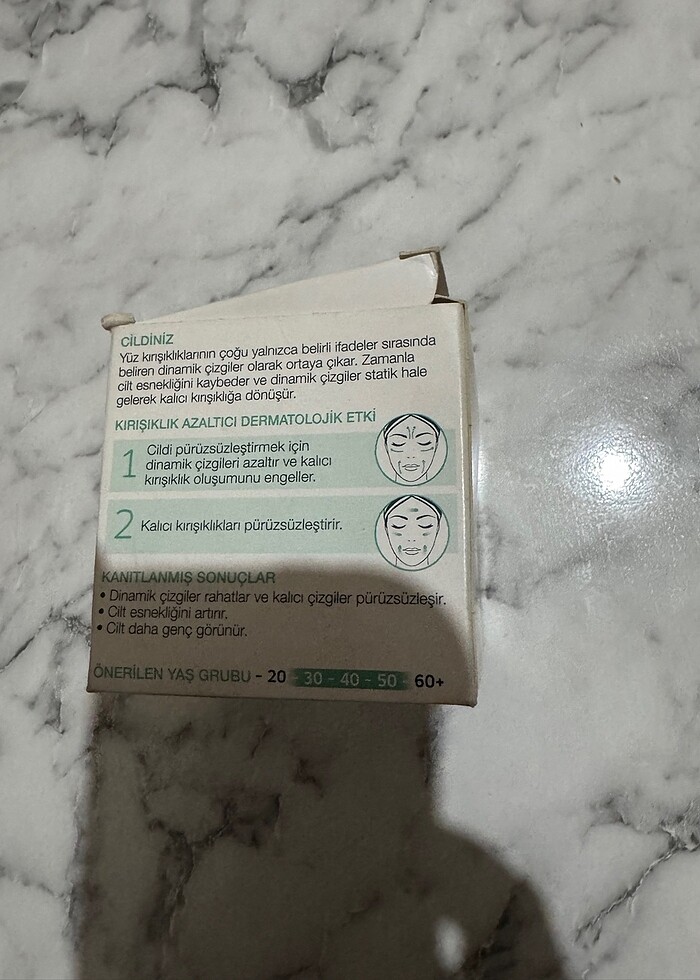 CİLDİNİZ
Yüz kırışıklıklarının çoğu yalnızca belirli ifadeler sırasında
beliren dinamik çizgiler olarak ortaya çıkar. Zamanla
cilt esnekliğini kaybeder ve dinamik çizgiler statik hale
gelerek kalıcı kırışıklığa dönüşür.
KIRIŞIKLIK AZALTICI DERMATOLOJİK ETKİ
1 Cildi pürüzsüzleştirmek için
dinamik çizgileri azaltır ve kalıcı
kırışıklık oluşumunu engeller.
2 Kalıcı kırışıklıkları pürüzsüzleştirir.
KANITLANMIŞ SONUÇLAR
• Dinamik çizgiler rahatlar ve kalıcı çizgiler pürüzsüzleşir.
• Cilt esnekliğini artırır.
• Cilt daha genç görünür.
ÖNERİLEN YAŞ GRUBU - 20 - 30 - 40 - 50 - 60+